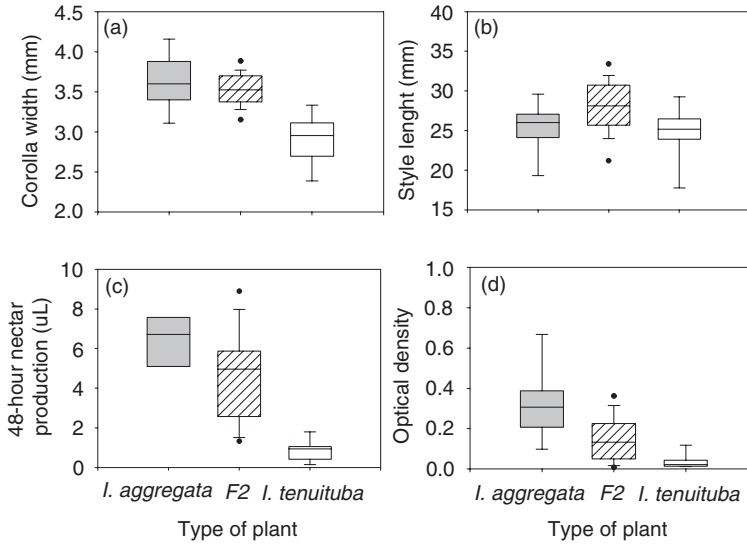 (a)
Corolla width (mm)
4.5
4.0
3.5
3.0
2.5
2.0
(b)
Style lenght (mm)
40
35
30
25
20
15
(c)
48-hour nectar
production (uL)
10
8
6
4
2
0
I. aggregata F2 I. tenuituba
Type of plant
(d)
Optical density
1.0
0.8
0.6
0.4
0.2
0.0
I. aggregata F2 I. tenuituba
Type of plant